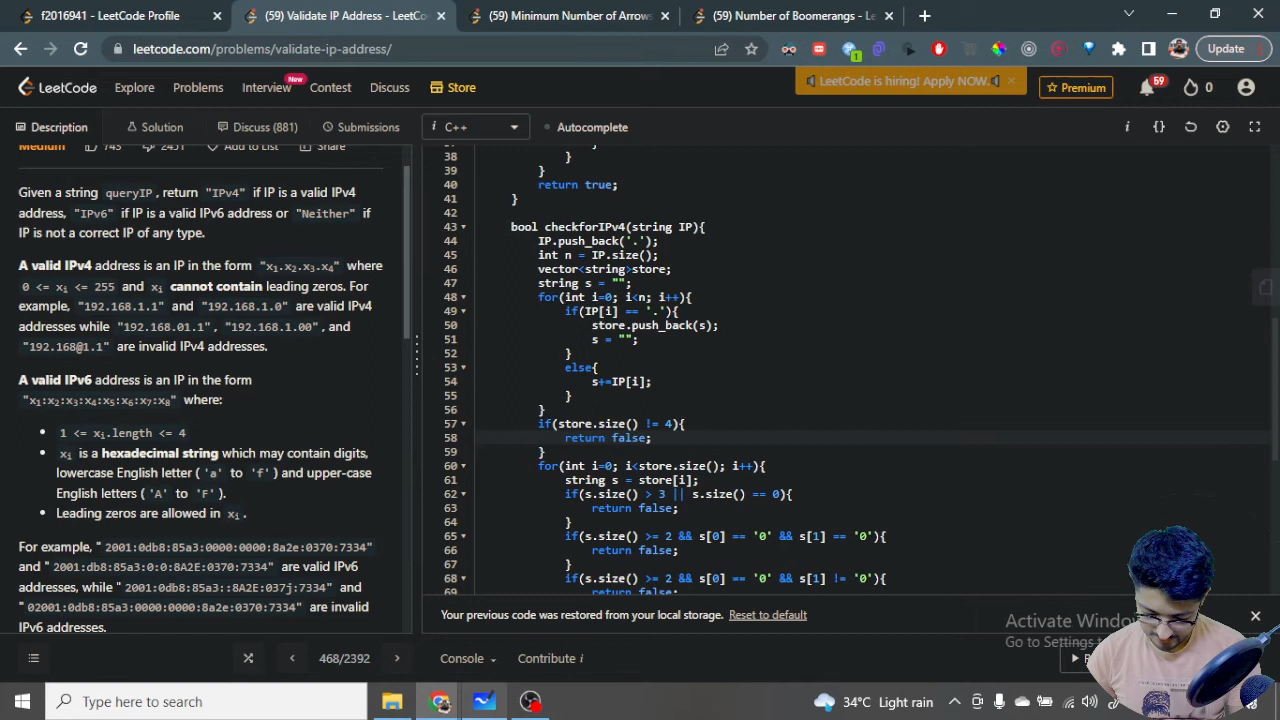 f2016941 - LeetCode Profile
(59) Validate IP Address - LeetCo
(59) Minimum Number of Arrows
(59) Number of Boomerangs - Leet
leetcode.com/problems/validate-ip-address/
1
Update
LeetCode
Explore
Problems
Interview
New
Contest
Discuss
Store
LeetCode is hiring! Apply NOW.
Premium
59
0
Description
Solution
Discuss (881)
Submissions
i C++
Autocomplete
Medium 743 2451 Add to List Share
Given a string queryIP, return "IPv4" if IP is a valid IPv4
address, "IPv6" if IP is a valid IPv6 address or "Neither" if
IP is not a correct IP of any type.
A valid IPv4 address is an IP in the form "x1.x2.x3.x4" where
0 <= xi <= 255 and xi cannot contain leading zeros. For
example, "192.168.1.1" and "192.168.1.0" are valid IPv4
addresses while "192.168.01.1", "192.168.1.00", and
"192.168@1.1" are invalid IPv4 addresses.
A valid IPv6 address is an IP in the form
"x1:x2:x3:x4:x5:x6:x7:x8" where:
1 <= xi.length <= 4
xi is a hexadecimal string which may contain digits,
lowercase English letter ( 'a' to 'f' ) and upper-case
English letters ( 'A' to 'F' ).
Leading zeros are allowed in xi.
For example, "2001:0db8:85a3:0000:0000:8a2e:0370:7334"
and "2001:db8:85a3:0:0:8A2E:0370:7334" are valid IPv6
addresses, while "2001:0db8:85a3::8A2E:037j:7334" and
"02001:0db8:85a3:0000:0000:8a2e:0370:7334" are invalid
IPv6 addresses.
38 }
39 }
40 return true;
41 }
42
43 bool checkforIPv4(string IP){
44 IP.push_back('.');
45 int n = IP.size();
46 vector<string>store;
47 string s = "";
48 for(int i=0; i<n; i++){
49 if(IP[i] == '.'){
50 store.push_back(s);
51 s = "";
52 }
53 else{
54 s+=IP[i];
55 }
56 }
57 if(store.size() != 4){
58 return false;
59 }
60 for(int i=0; i<store.size(); i++){
61 string s = store[i];
62 if(s.size() > 3 || s.size() == 0){
63 return false;
64 }
65 if(s.size() >= 2 && s[0] == '0' && s[1] == '0'){
66 return false;
67 }
68 if(s.size() >= 2 && s[0] == '0' && s[1] != '0'){
69 return false;
Your previous code was restored from your local storage. Reset to default
Activate Window
Go to Settings
468/2392
Console
Contribute i
Type here to search
34°C Light rain